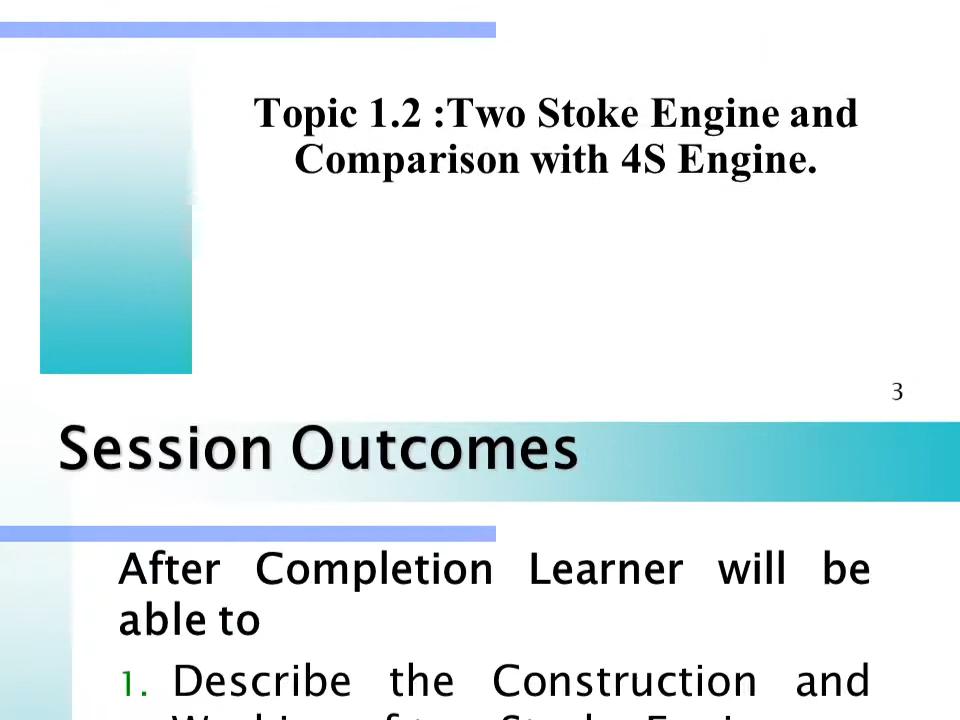 Topic 1.2 :Two Stoke Engine and
Comparison with 4S Engine.
3
Session Outcomes
After Completion Learner will be
able to
1. Describe the Construction and